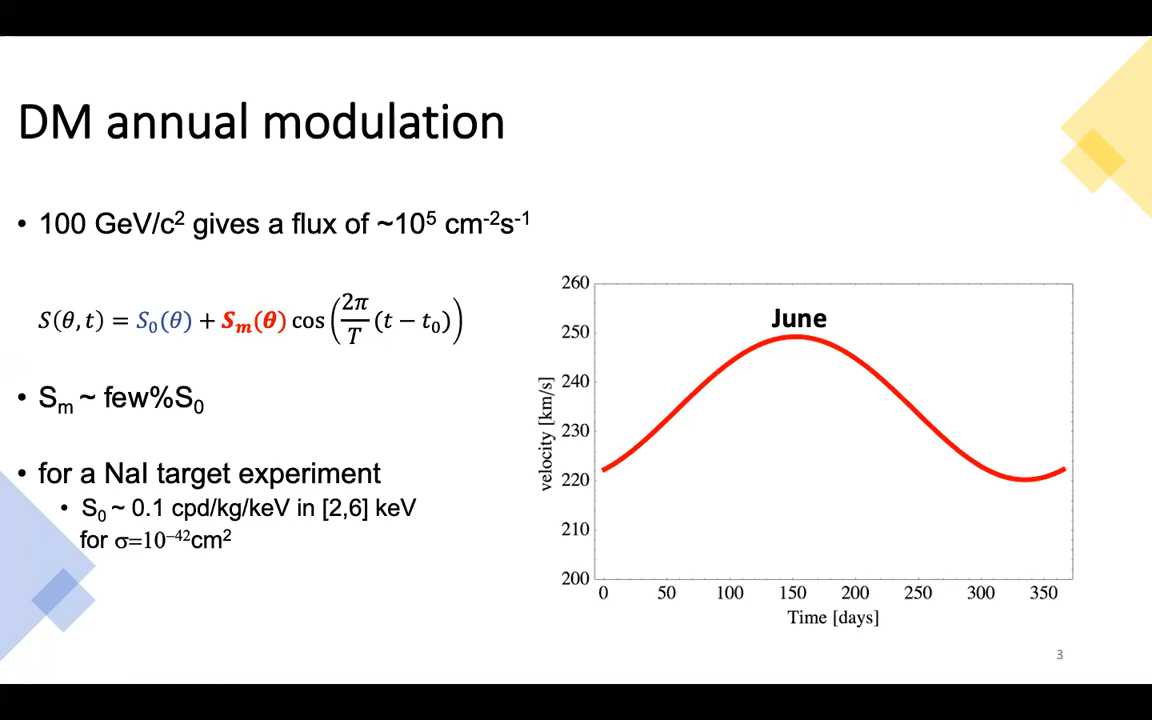 DM annual modulation
• 100 GeV/c² gives a flux of ~10⁵ cm⁻²s⁻¹
S(θ, t) = S₀(θ) + Sₘ(θ) cos(2π/T (t − t₀))
• Sₘ ~ few%S₀
• for a NaI target experiment
• S₀ ~ 0.1 cpd/kg/keV in [2,6] keV
for σ=10⁻⁴²cm²
June
velocity [km/s]
260
250
240
230
220
210
200
0 50 100 150 200 250 300 350
Time [days]
3